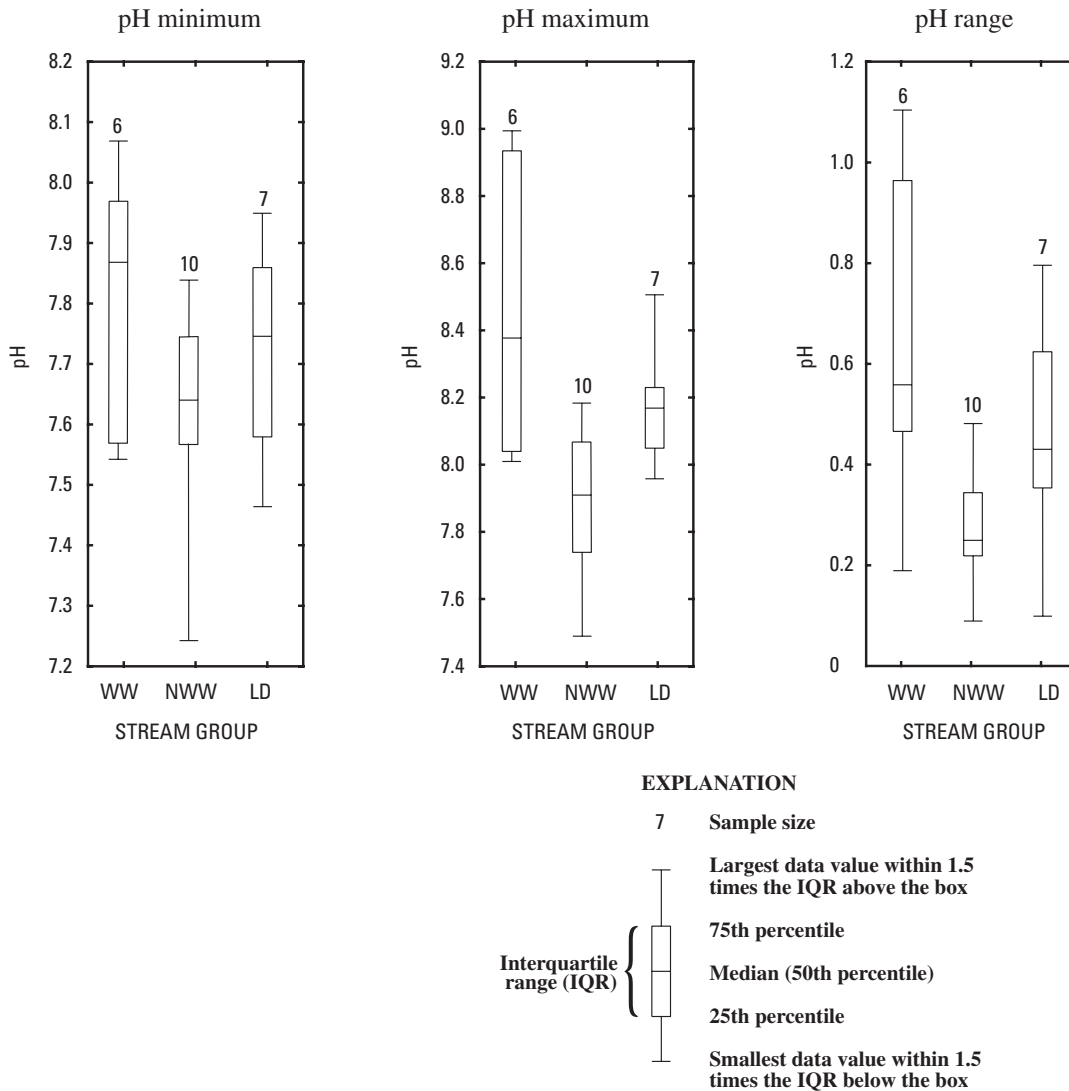 pH minimum
8.2
8.1
8.0
7.9
7.8
7.7
7.6
7.5
7.4
7.3
7.2
pH
6
10
7
WW NWW LD
STREAM GROUP
pH maximum
9.2
9.0
8.8
8.6
8.4
8.2
8.0
7.8
7.6
7.4
pH
6
10
7
WW NWW LD
STREAM GROUP
pH range
1.2
1.0
0.8
0.6
0.4
0.2
0
pH
6
10
7
WW NWW LD
STREAM GROUP
EXPLANATION
7 Sample size
Largest data value within 1.5
times the IQR above the box
75th percentile
Interquartile
range (IQR)
Median (50th percentile)
25th percentile
Smallest data value within 1.5
times the IQR below the box